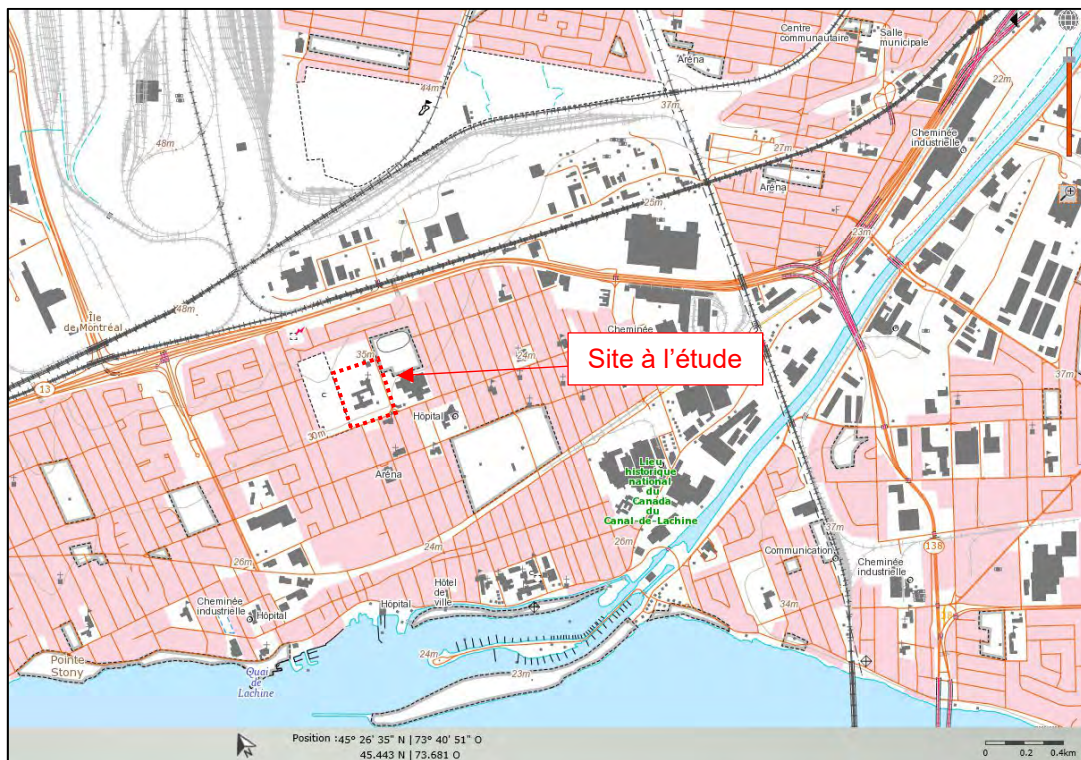 Centre
communautaire
Salle
municipale
Aréna
22m
44m
37m
48m
Cheminée
industrielle
27m
Aréna
25m
F
23m
48m
Île
de Montréal
Cheminée
35m
24m
Site à l'étude
13
c
37m
Hôpital
30m
Aréna
Lieu
historique
national
du
Canada
du
Canal-de-Lachine
37m
24m
26m
138
26m
Communication
Cheminée
industrielle
Hôtel
de
ville
Cheminée
industrielle
Hôpital
Hôpital
34m
24m
Pointe
Stony
Quai
de
Lachine
23m
N
Position :45° 26' 35" N | 73° 40' 51" O
45.443 N | 73.681 O
0 0.2 0.4km